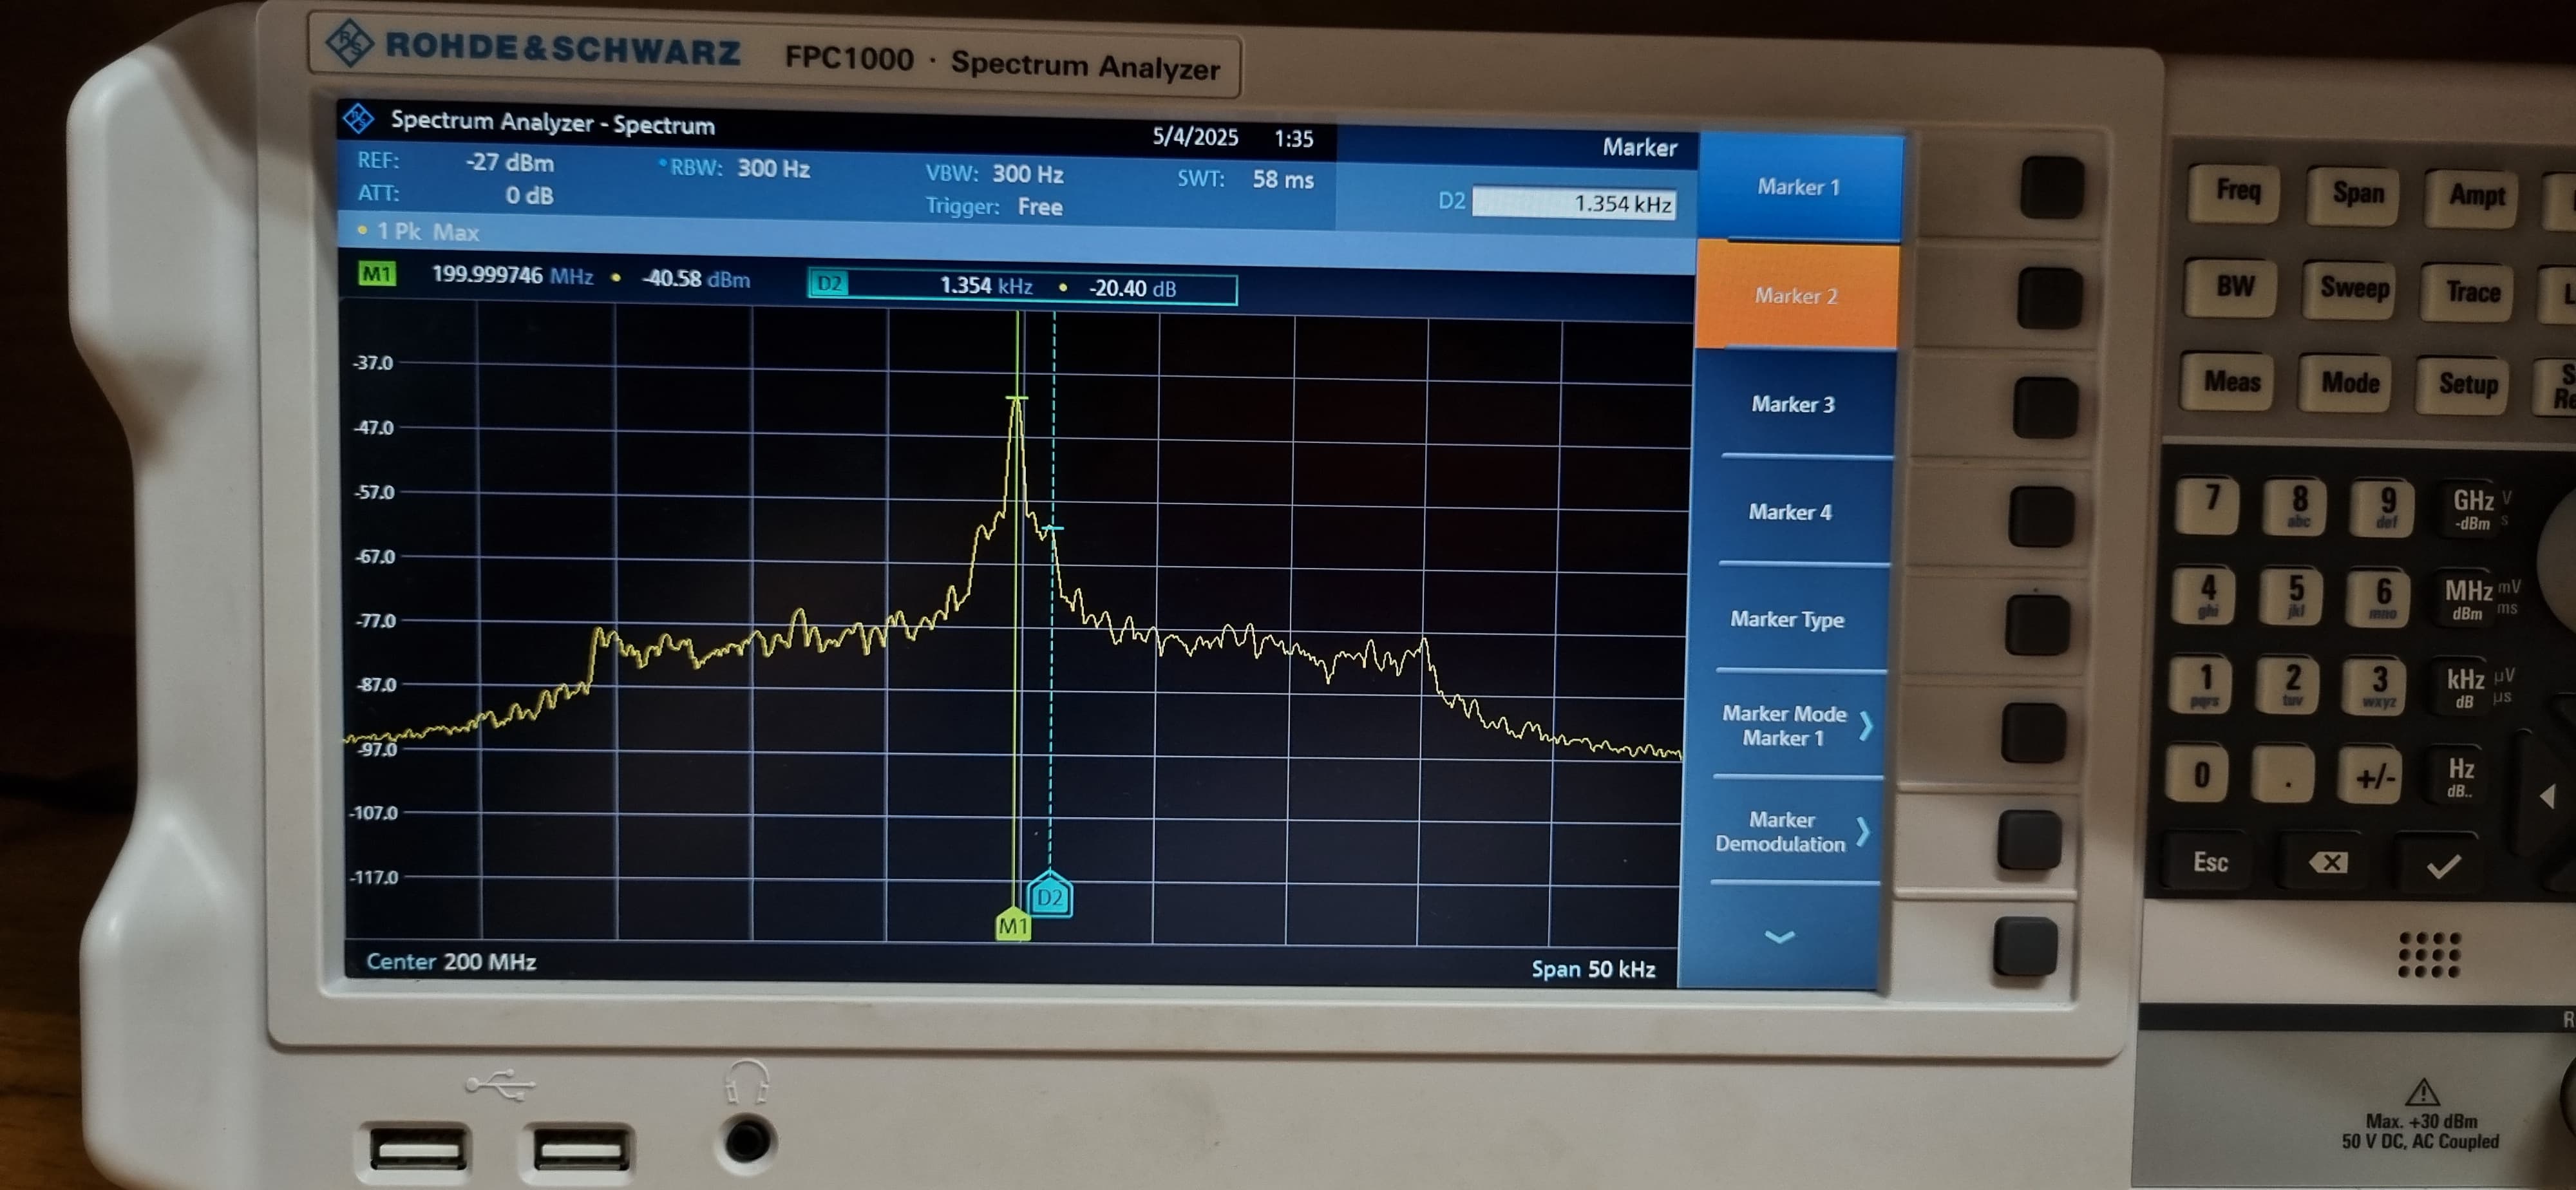 ROHDE&SCHWARZ FPC1000 · Spectrum Analyzer
Spectrum Analyzer - Spectrum
5/4/2025 1:35
Marker
REF: -27 dBm
RBW: 300 Hz
VBW: 300 Hz
SWT: 58 ms
ATT: 0 dB
Trigger: Free
D2 1.354 kHz
1 Pk Max
M1 199.999746 MHz • -40.58 dBm
D2 1.354 kHz • -20.40 dB
-37.0
-47.0
-57.0
-67.0
-77.0
-87.0
-97.0
-107.0
-117.0
D2
M1
Center 200 MHz
Span 50 kHz
Marker 1
Marker 2
Marker 3
Marker 4
Marker Type
Marker Mode
Marker 1
Marker
Demodulation
Freq Span Ampt
BW Sweep Trace
Meas Mode Setup
7 8 abc 9 def GHz -dBm V s
4 ghi 5 jkl 6 mno MHz dBm mV ms
1 pqrs 2 tuv 3 wxyz kHz dB µV µs
0 . +/- Hz dB..
Esc
Max. +30 dBm
50 V DC, AC Coupled